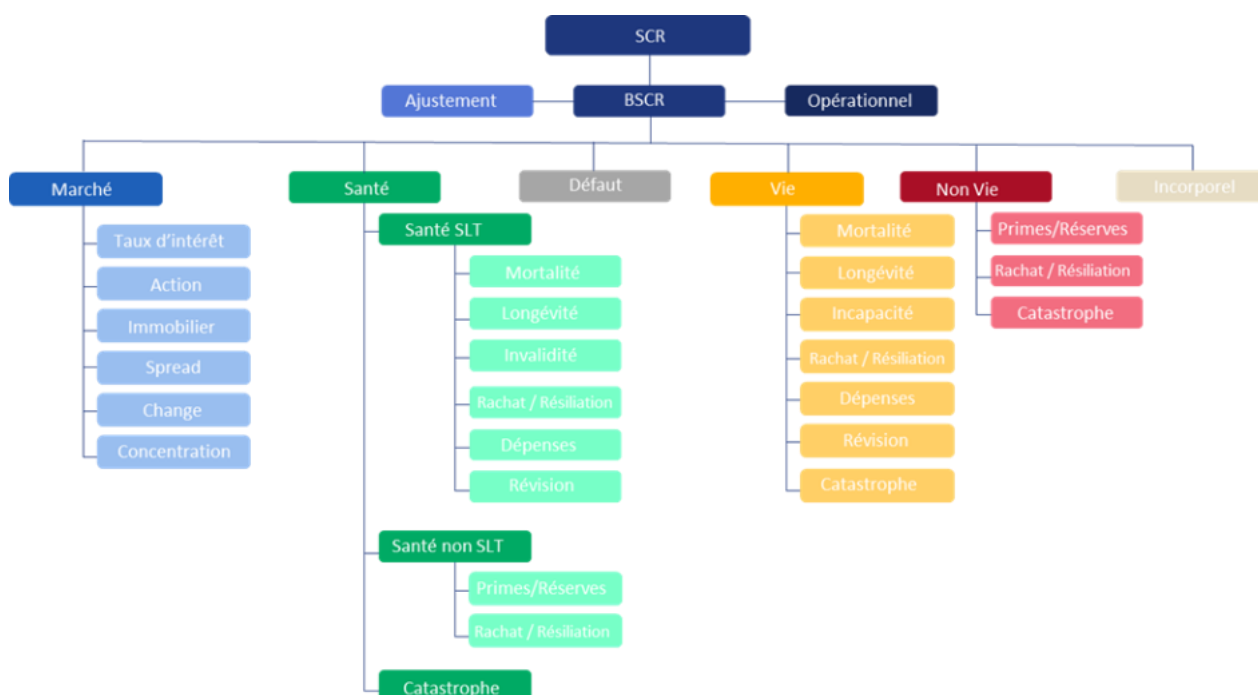 SCR
Ajustement
BSCR
Opérationnel
Marché
Santé
Défaut
Vie
Non Vie
Incorporel
Taux d'intérêt
Action
Immobilier
Spread
Change
Concentration
Santé SLT
Mortalité
Longévité
Invalidité
Rachat / Résiliation
Dépenses
Révision
Santé non SLT
Primes/Réserves
Rachat / Résiliation
Catastrophe
Mortalité
Longévité
Incapacité
Rachat / Résiliation
Dépenses
Révision
Catastrophe
Primes/Réserves
Rachat / Résiliation
Catastrophe